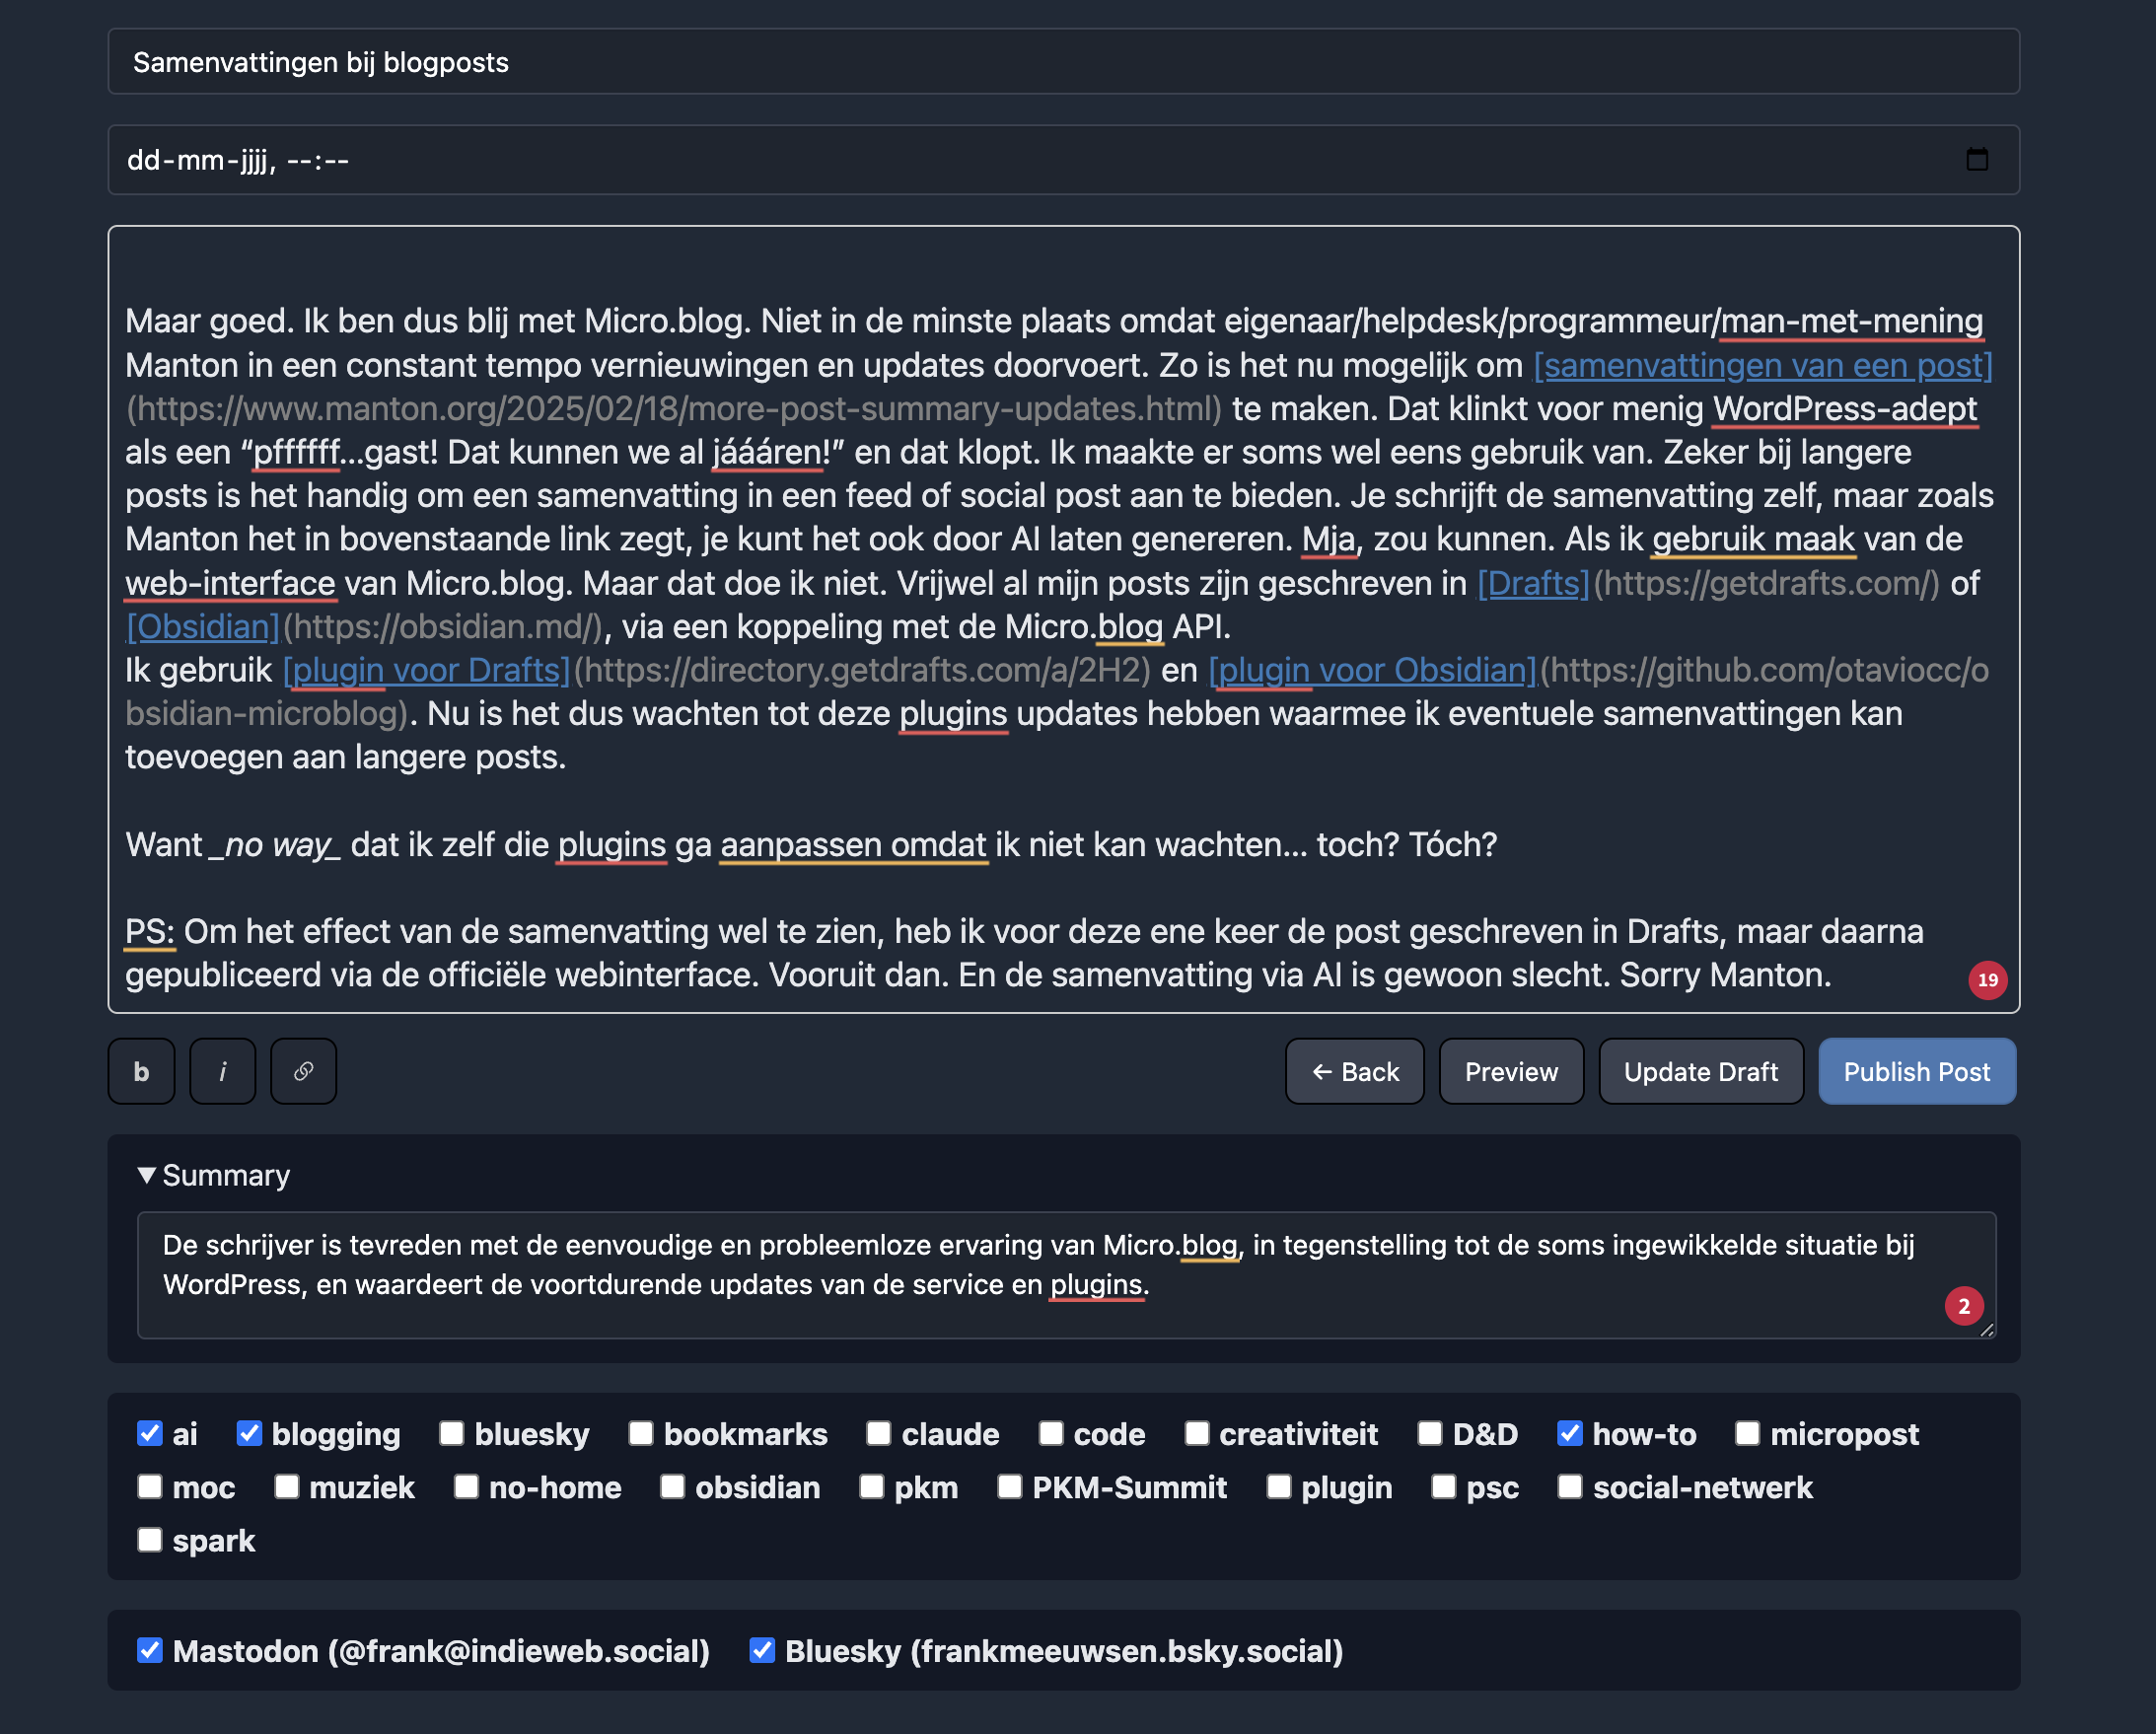 Samenvattingen bij blogposts
dd-mm-jjjj, --:--
Maar goed. Ik ben dus blij met Micro.blog. Niet in de minste plaats omdat eigenaar/helpdesk/programmeur/man-met-mening
Manton in een constant tempo vernieuwingen en updates doorvoert. Zo is het nu mogelijk om [samenvattingen van een post]
(https://www.manton.org/2025/02/18/more-post-summary-updates.html) te maken. Dat klinkt voor menig WordPress-adept
als een “pffffff...gast! Dat kunnen we al jáááren!” en dat klopt. Ik maakte er soms wel eens gebruik van. Zeker bij langere
posts is het handig om een samenvatting in een feed of social post aan te bieden. Je schrijft de samenvatting zelf, maar zoals
Manton het in bovenstaande link zegt, je kunt het ook door AI laten genereren. Mja, zou kunnen. Als ik gebruik maak van de
web-interface van Micro.blog. Maar dat doe ik niet. Vrijwel al mijn posts zijn geschreven in [Drafts](https://getdrafts.com/) of
[Obsidian](https://obsidian.md/), via een koppeling met de Micro.blog API.
Ik gebruik [plugin voor Drafts](https://directory.getdrafts.com/a/2H2) en [plugin voor Obsidian](https://github.com/otaviocc/o
bsidian-microblog). Nu is het dus wachten tot deze plugins updates hebben waarmee ik eventuele samenvattingen kan
toevoegen aan langere posts.
Want _no way_ dat ik zelf die plugins ga aanpassen omdat ik niet kan wachten... toch? Tóch?
PS: Om het effect van de samenvatting wel te zien, heb ik voor deze ene keer de post geschreven in Drafts, maar daarna
gepubliceerd via de officiële webinterface. Vooruit dan. En de samenvatting via AI is gewoon slecht. Sorry Manton.
19
b i ← Back Preview Update Draft Publish Post
▼ Summary
De schrijver is tevreden met de eenvoudige en probleemloze ervaring van Micro.blog, in tegenstelling tot de soms ingewikkelde situatie bij
WordPress, en waardeert de voortdurende updates van de service en plugins.
2
ai blogging bluesky bookmarks claude code creativiteit D&D how-to micropost
moc muziek no-home obsidian pkm PKM-Summit plugin psc social-netwerk
spark
Mastodon (@frank@indieweb.social) Bluesky (frankmeeuwsen.bsky.social)